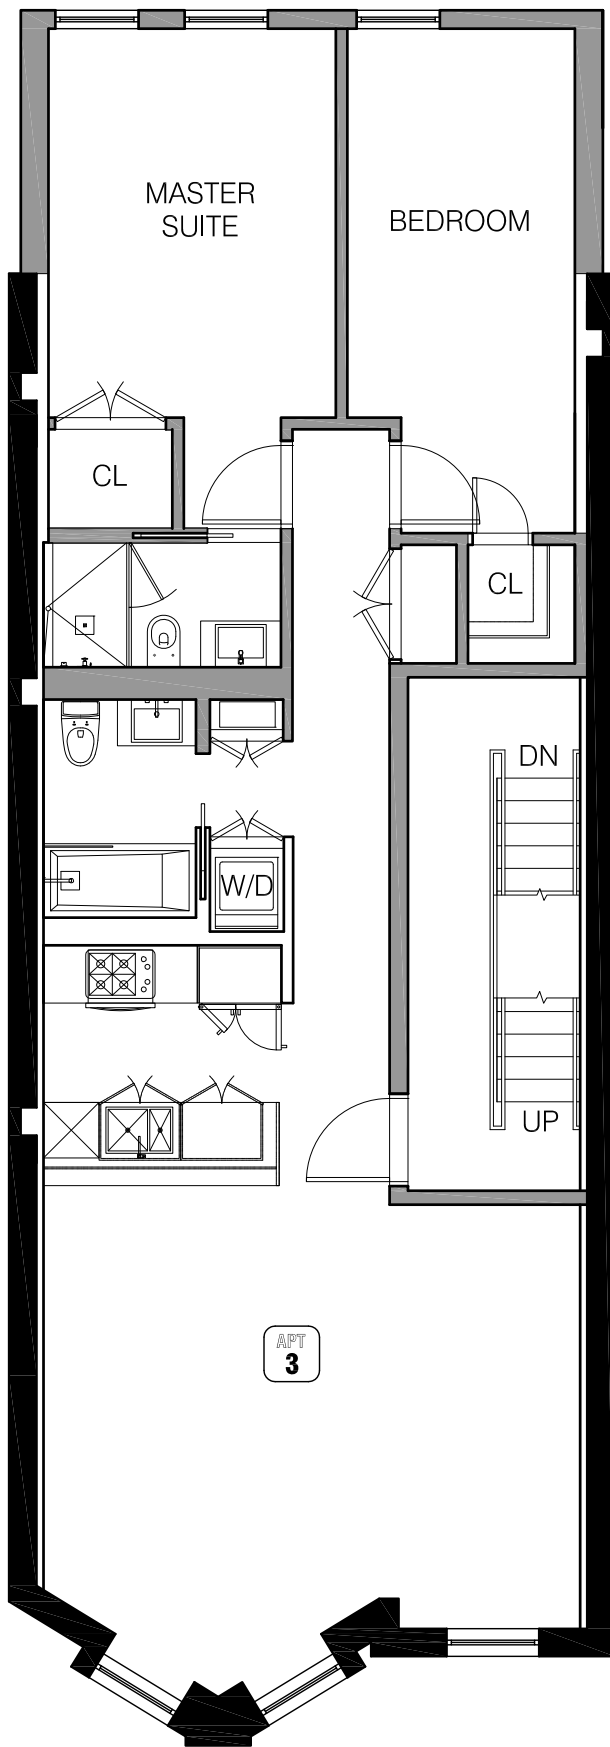 MASTER
SUITE
BEDROOM
CL
CL
DN
W/D
UP
APT
3